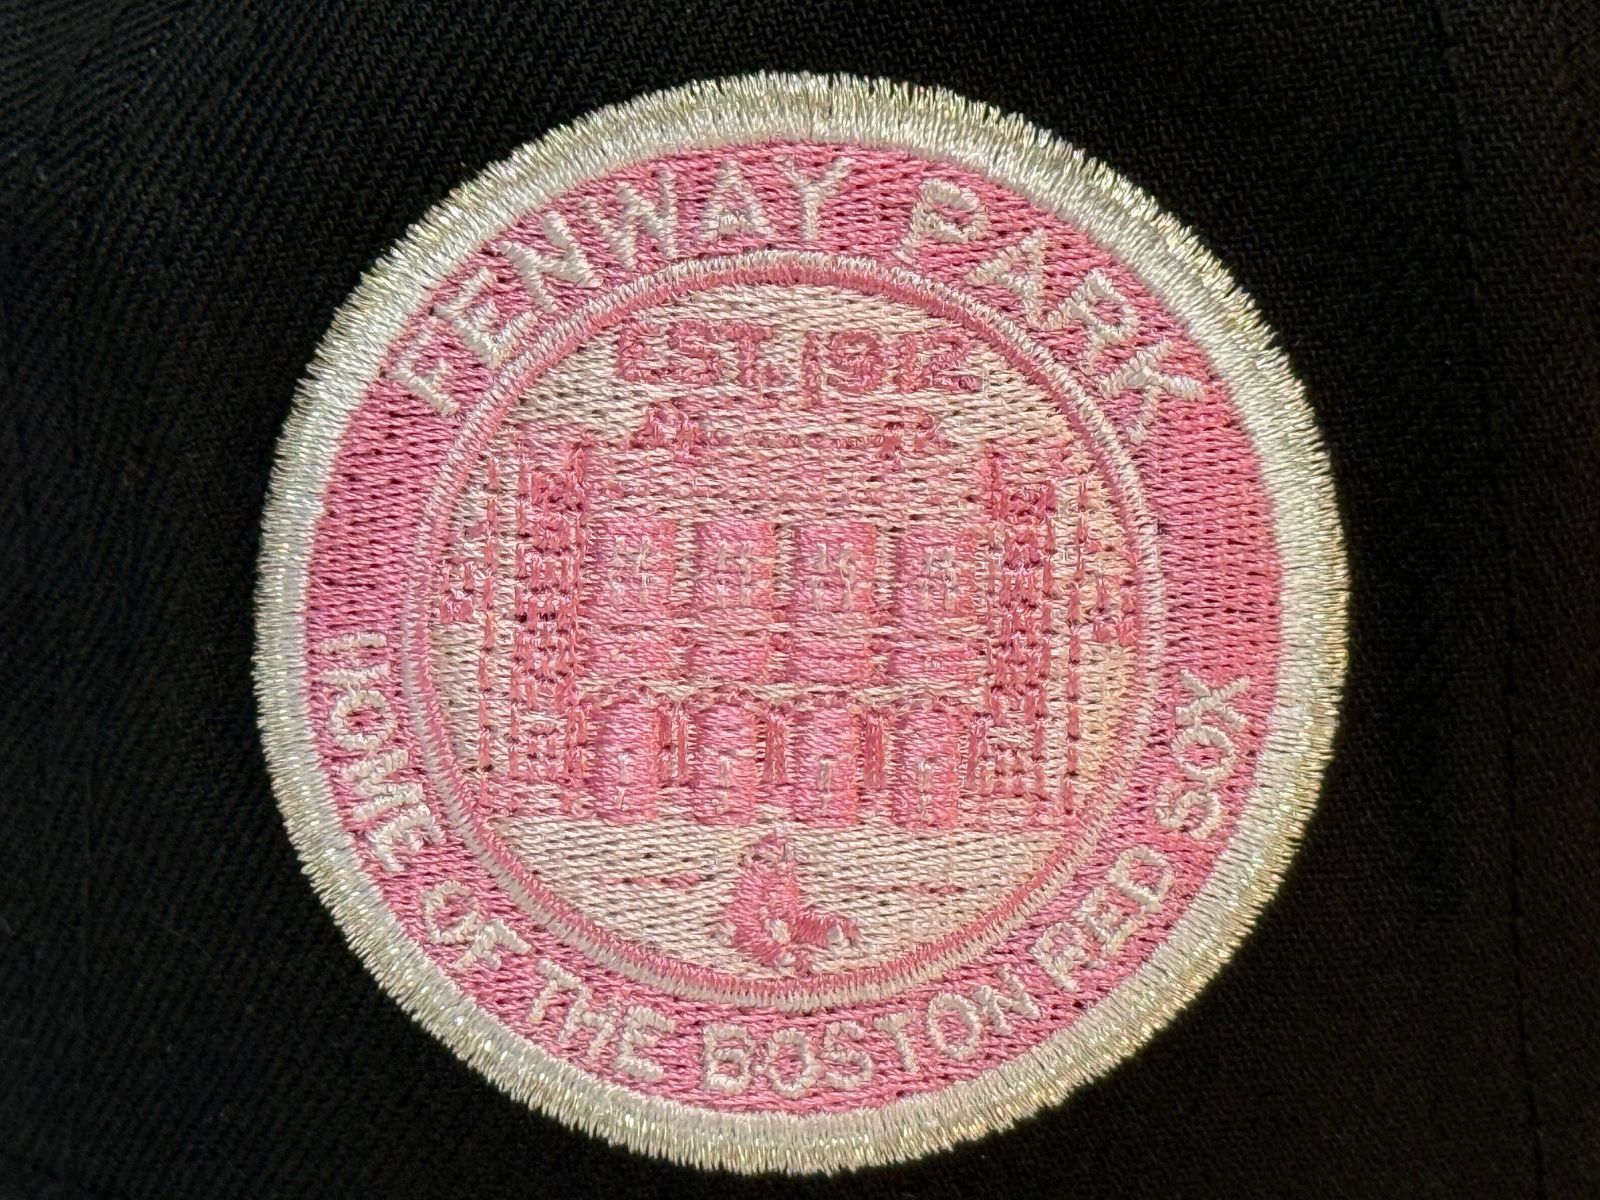 FENWAY PARK
EST. 1912
HOME OF THE BOSTON RED SOX